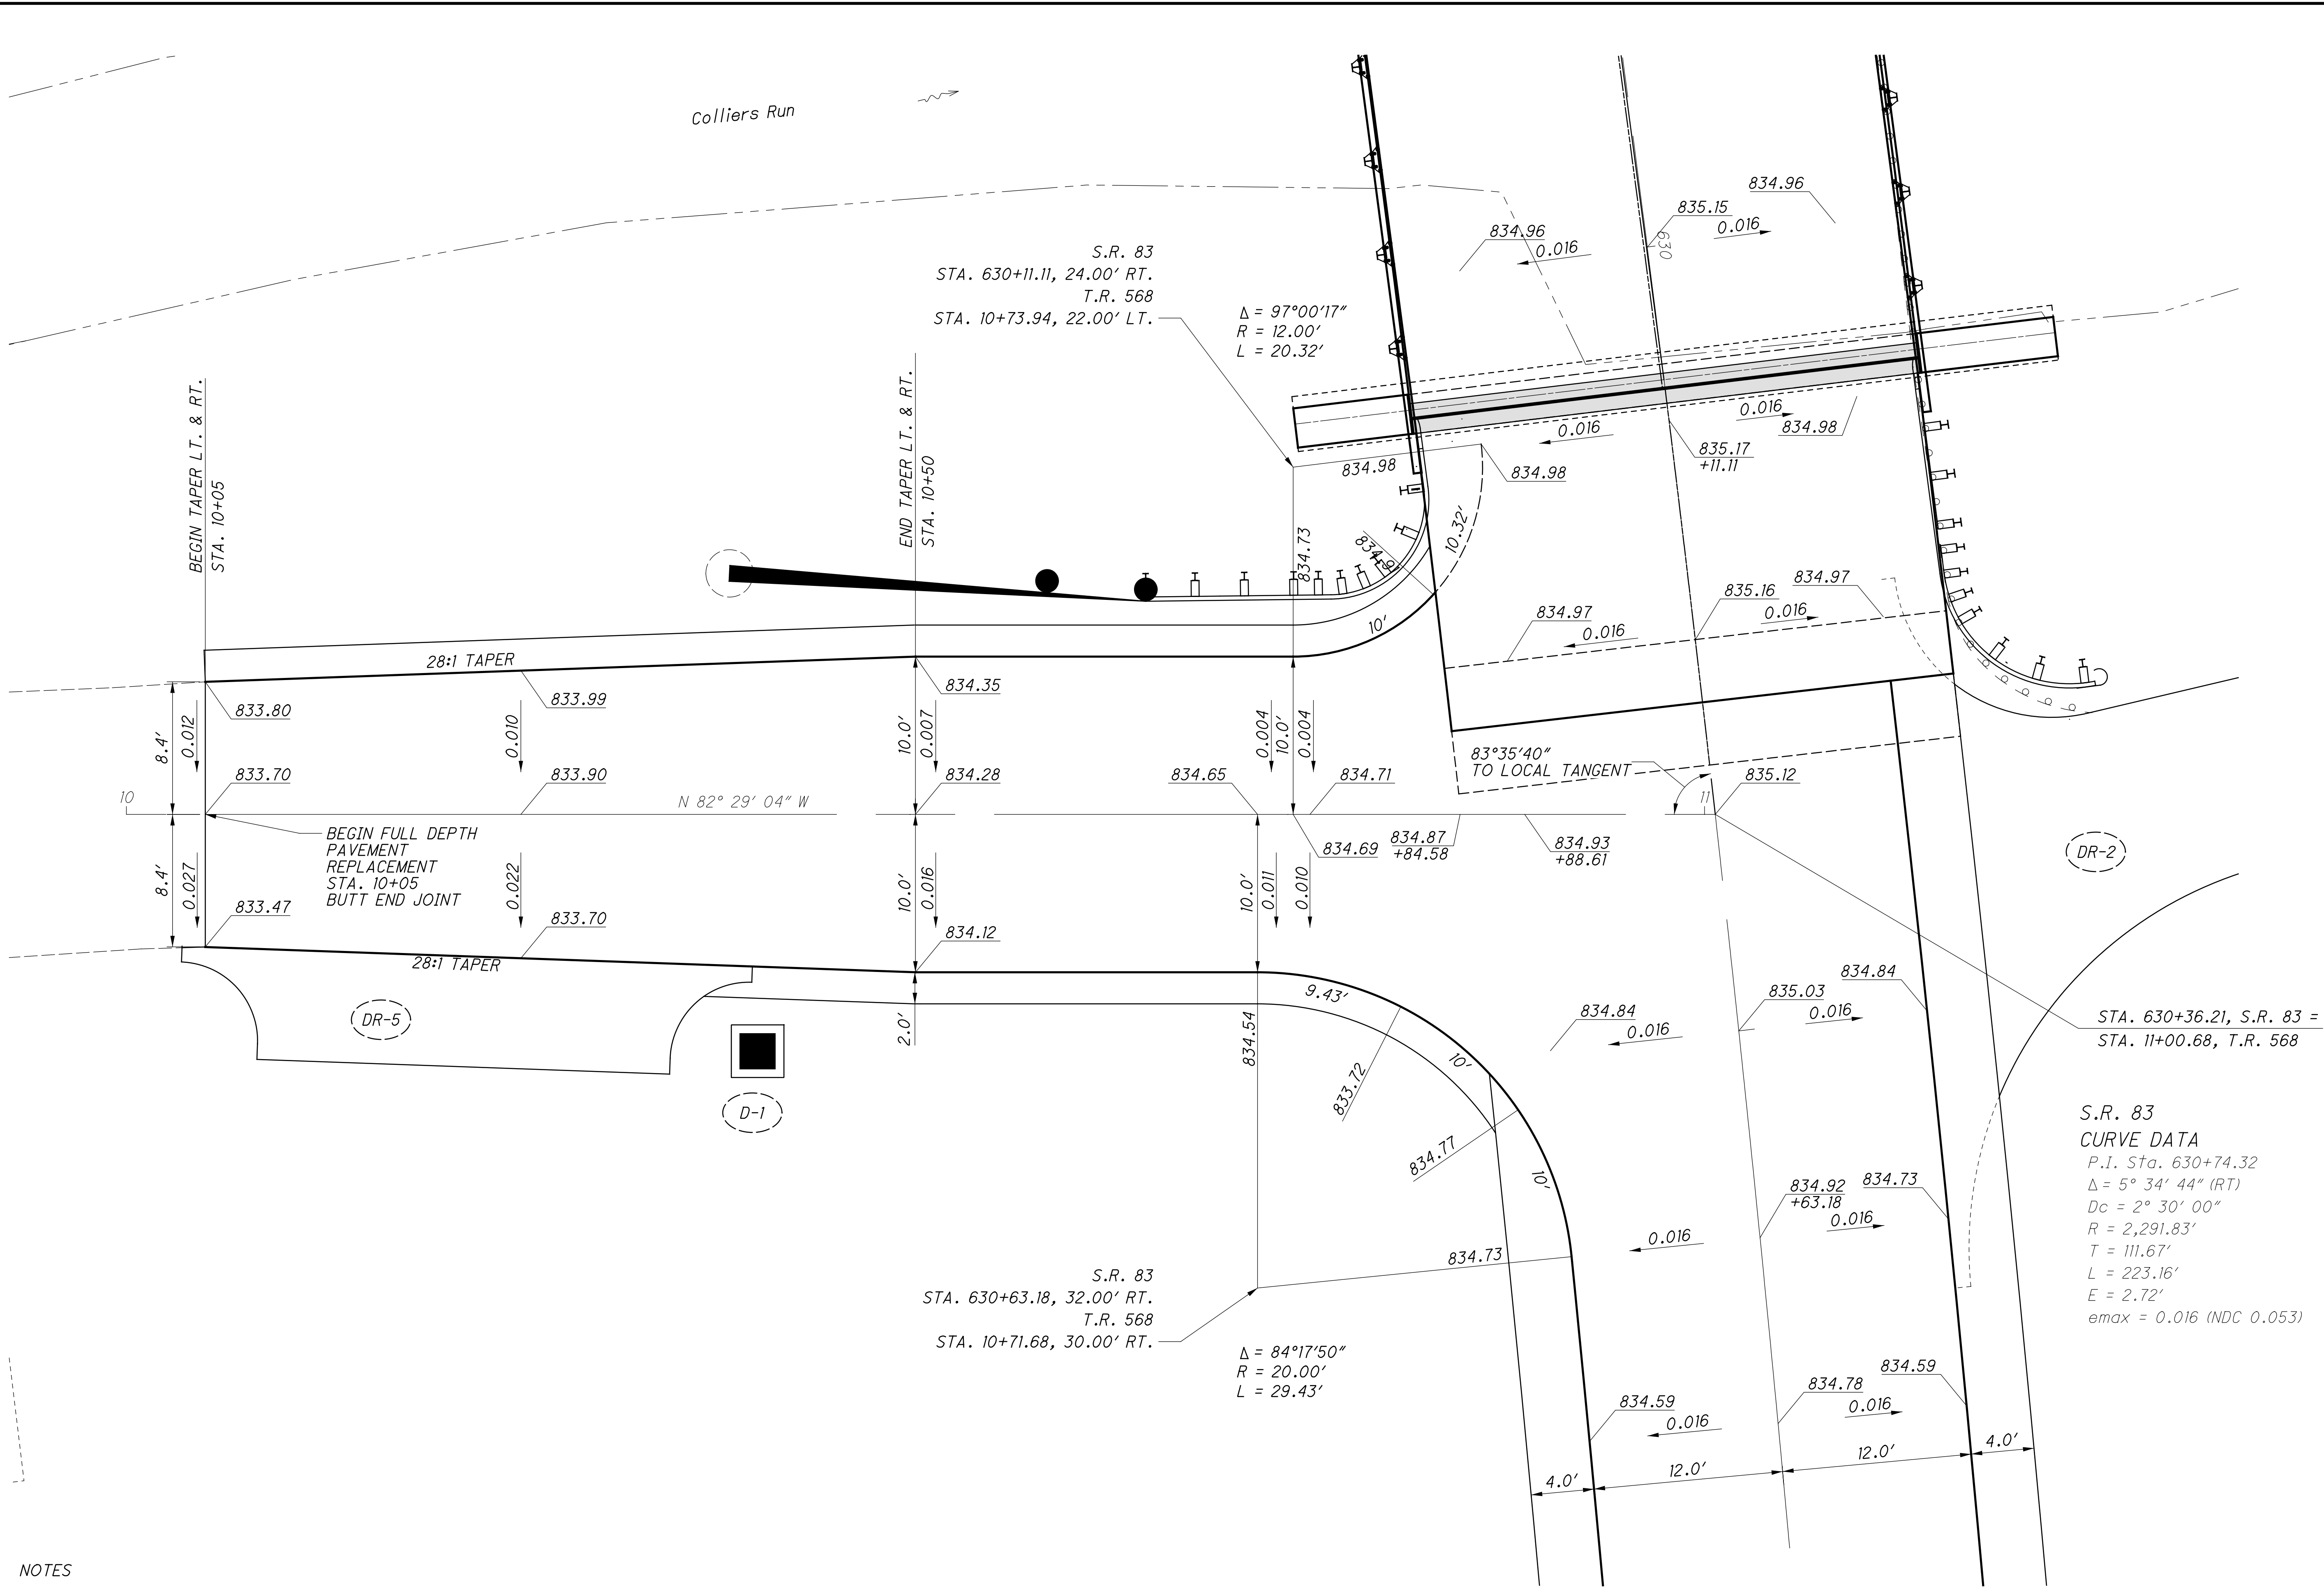 Colliers Run
S.R. 83
STA. 630+11.11, 24.00' RT.
T.R. 568
STA. 10+73.94, 22.00' LT.
Δ = 97°00'17"
R = 12.00'
L = 20.32'
834.96
0.016
835.15
630
0.016
834.96
0.016
0.016
834.98
835.17
+11.11
834.98
834.98
10.32'
834.73
10'
BEGIN TAPER LT. & RT.
STA. 10+05
END TAPER LT. & RT.
STA. 10+50
28:1 TAPER
833.80
833.99
834.35
8.4'
0.012
0.010
10.0'
0.007
0.004
10.0'
0.004
834.97
0.016
835.16
0.016
834.97
833.70
833.90
834.28
834.65
834.71
83°35'40"
TO LOCAL TANGENT
835.12
10
N 82° 29' 04" W
11
BEGIN FULL DEPTH
PAVEMENT
REPLACEMENT
STA. 10+05
BUTT END JOINT
834.69
834.87
+84.58
834.93
+88.61
DR-2
8.4'
0.027
0.022
10.0'
0.016
10.0'
0.011
0.010
833.47
833.70
834.12
28:1 TAPER
DR-5
2.0'
D-1
834.54
9.43'
10'
10'
833.72
834.77
834.73
834.84
0.016
835.03
0.016
834.84
STA. 630+36.21, S.R. 83 =
STA. 11+00.68, T.R. 568
S.R. 83
CURVE DATA
P.I. Sta. 630+74.32
Δ = 5° 34' 44" (RT)
Dc = 2° 30' 00"
R = 2,291.83'
T = 111.67'
L = 223.16'
E = 2.72'
emax = 0.016 (NDC 0.053)
834.92
+63.18
0.016
834.73
0.016
S.R. 83
STA. 630+63.18, 32.00' RT.
T.R. 568
STA. 10+71.68, 30.00' RT.
Δ = 84°17'50"
R = 20.00'
L = 29.43'
834.59
0.016
834.78
0.016
834.59
4.0'
12.0'
12.0'
4.0'
NOTES